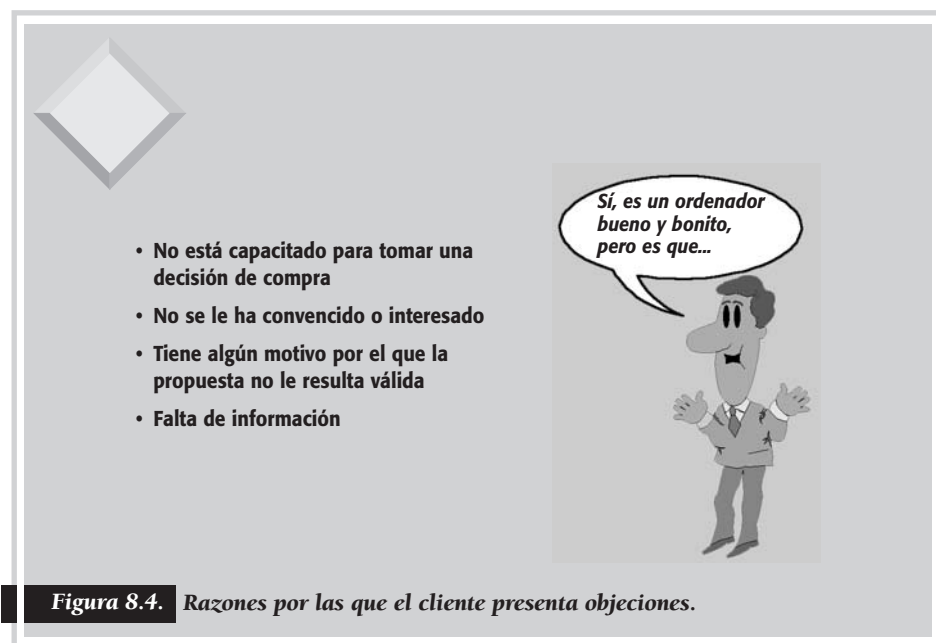 Sí, es un ordenador
bueno y bonito,
pero es que...
• No está capacitado para tomar una
decisión de compra
• No se le ha convencido o interesado
• Tiene algún motivo por el que la
propuesta no le resulta válida
• Falta de información
Figura 8.4. Razones por las que el cliente presenta objeciones.